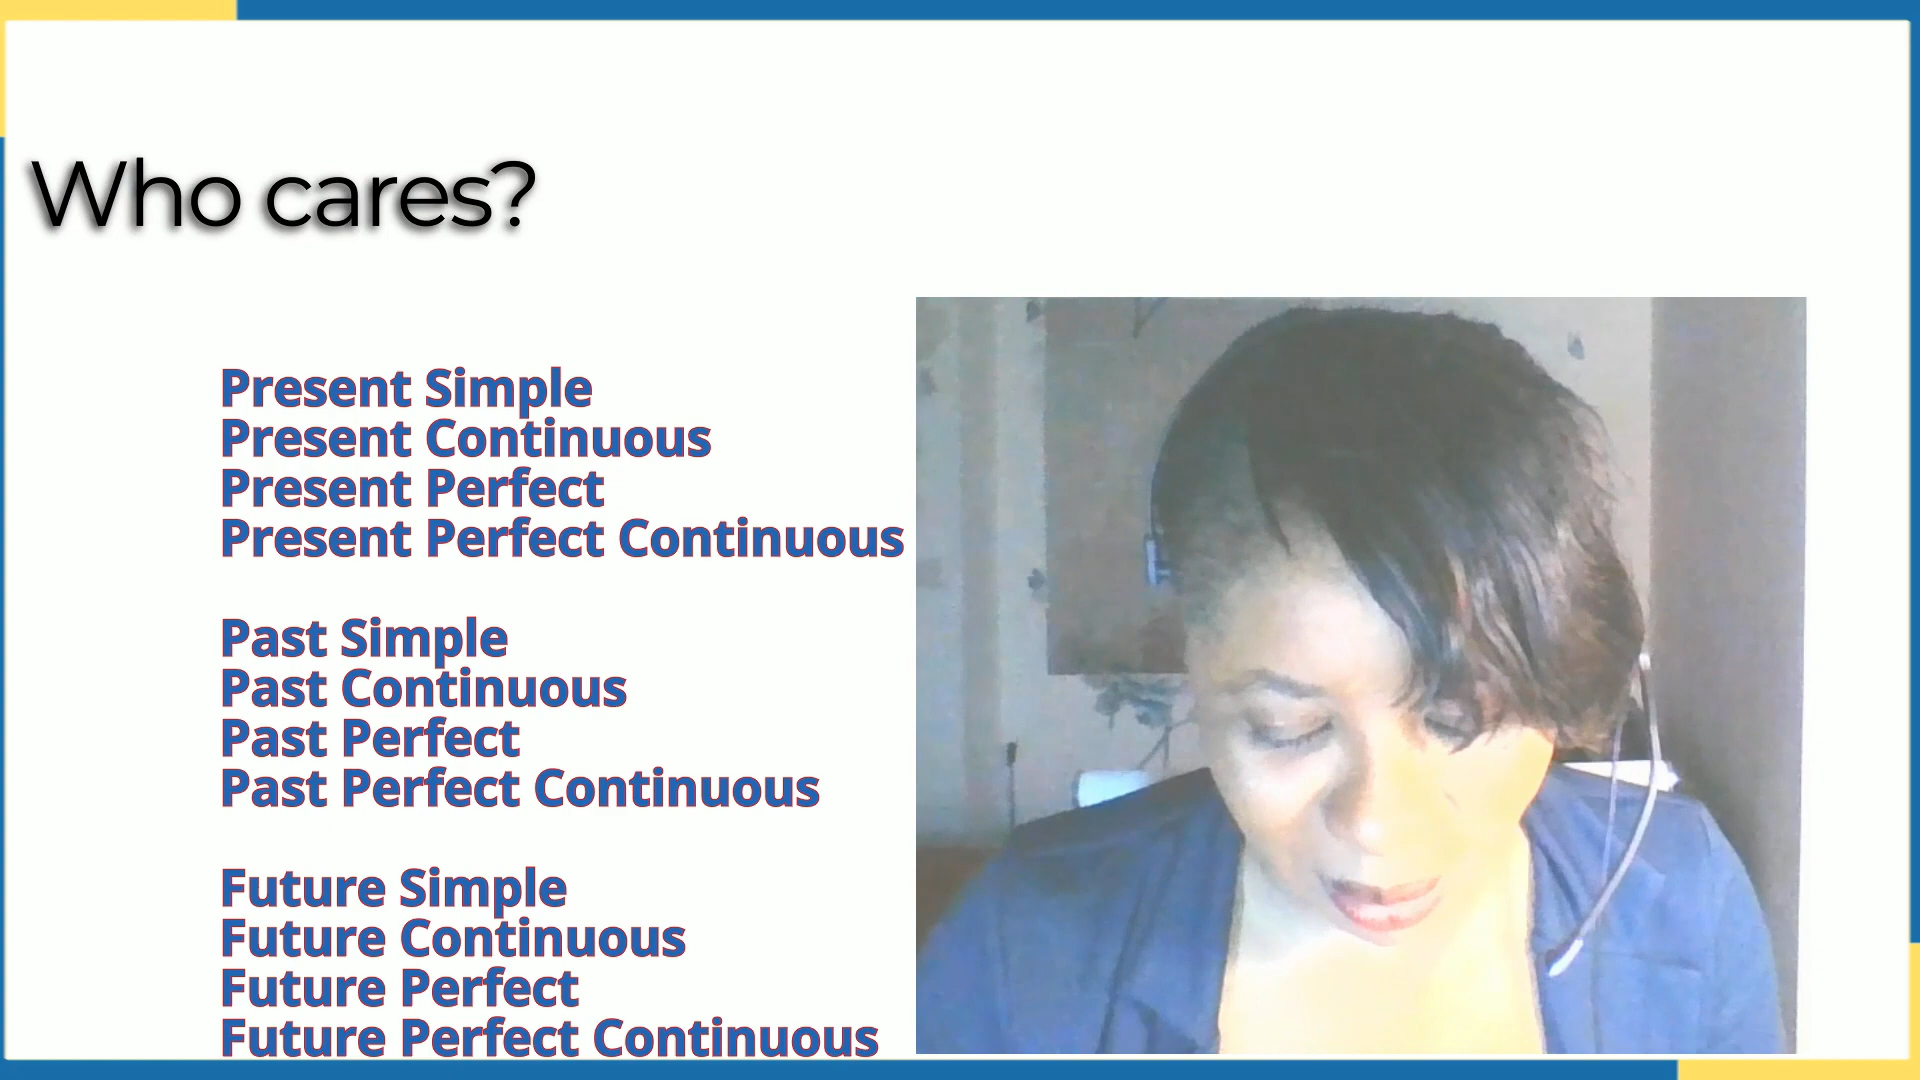 Who cares?
Present Simple
Present Continuous
Present Perfect
Present Perfect Continuous
Past Simple
Past Continuous
Past Perfect
Past Perfect Continuous
Future Simple
Future Continuous
Future Perfect
Future Perfect Continuous